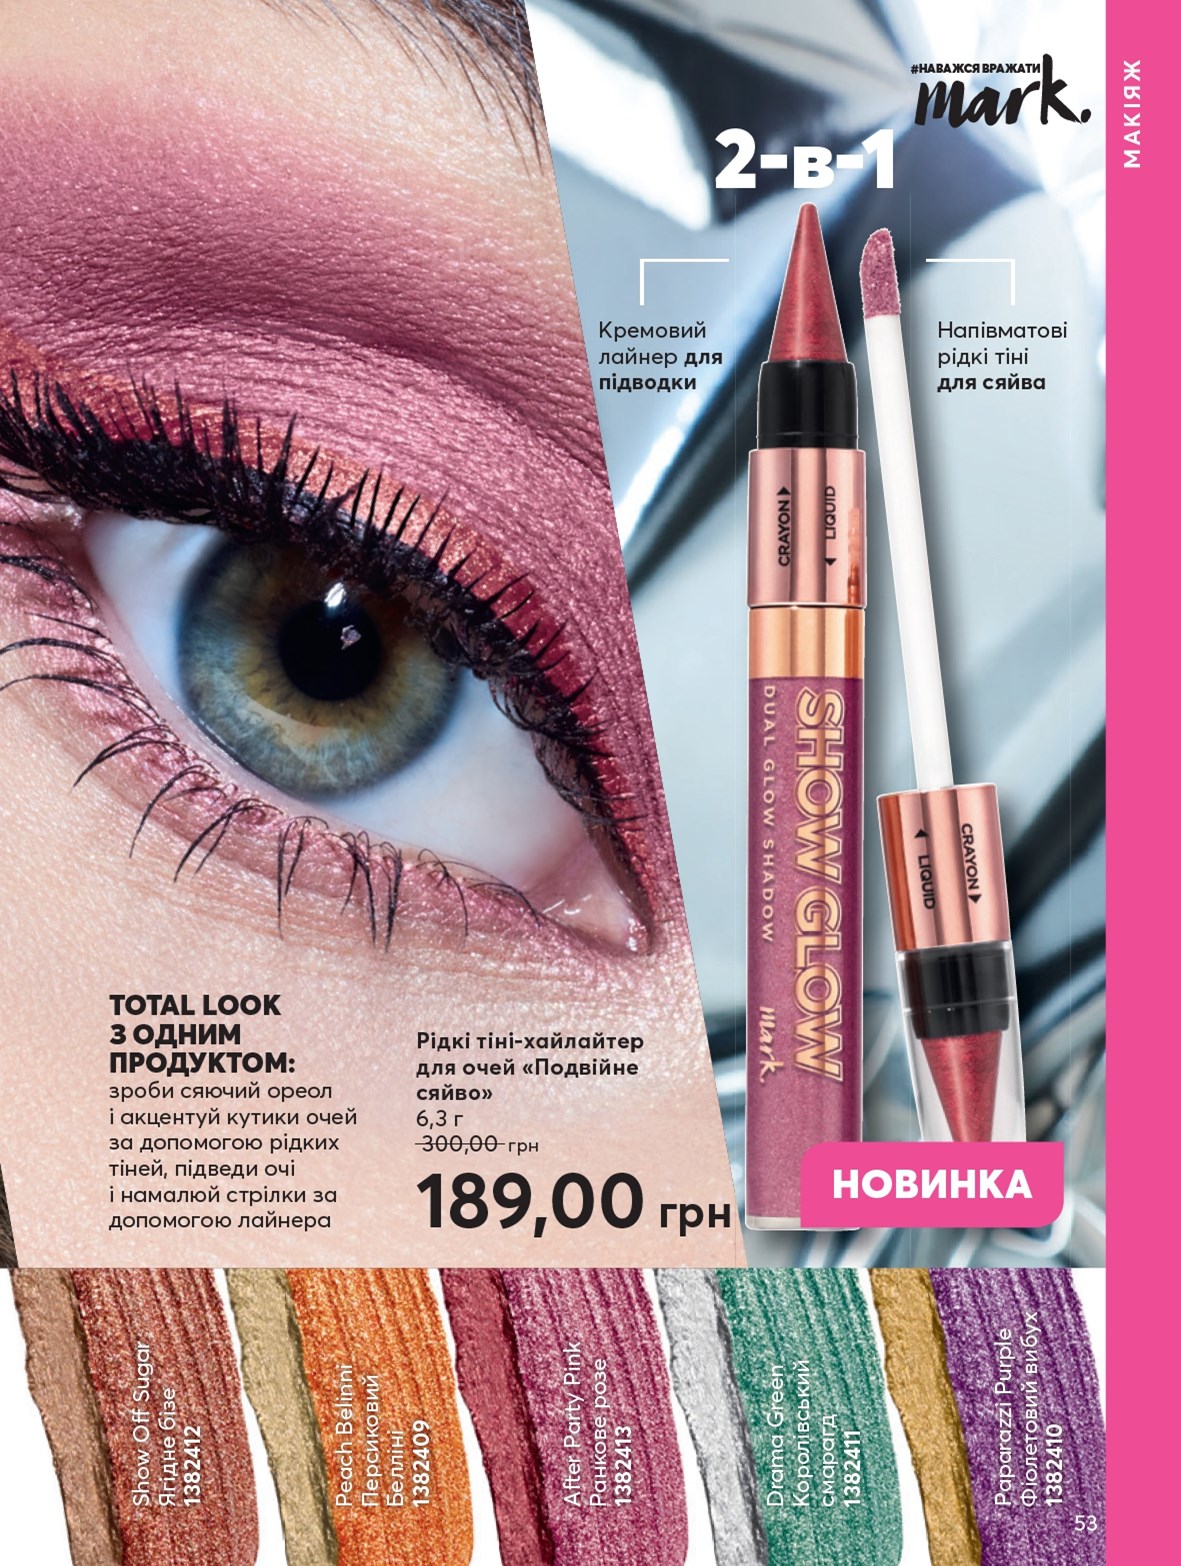 #НАВАЖСЯ ВРАЖАТИ
mark.
МАКІЯЖ
2-в-1
Кремовий
лайнер для
підводки
Напівматові
рідкі тіні
для сяйва
CRAYON
LIQUID
SHOW GLOW
DUAL GLOW SHADOW
mark.
CRAYON
LIQUID
TOTAL LOOK
З ОДНИМ
ПРОДУКТОМ:
зроби сяючий ореол
і акцентуй кутики очей
за допомогою рідких
тіней, підведи очі
і намалюй стрілки за
допомогою лайнера
Рідкі тіні-хайлайтер
для очей «Подвійне
сяйво»
6,3 г
300,00 грн
189,00 грн
НОВИНКА
Show Off Sugar
Ягідне бізе
1382412
Peach Belinni
Персиковий
Белліні
1382409
After Party Pink
Ранкове розе
1382413
Drama Green
Королівський
смарагд
1382411
Paparazzi Purple
Фіолетовий вибух
1382410
53